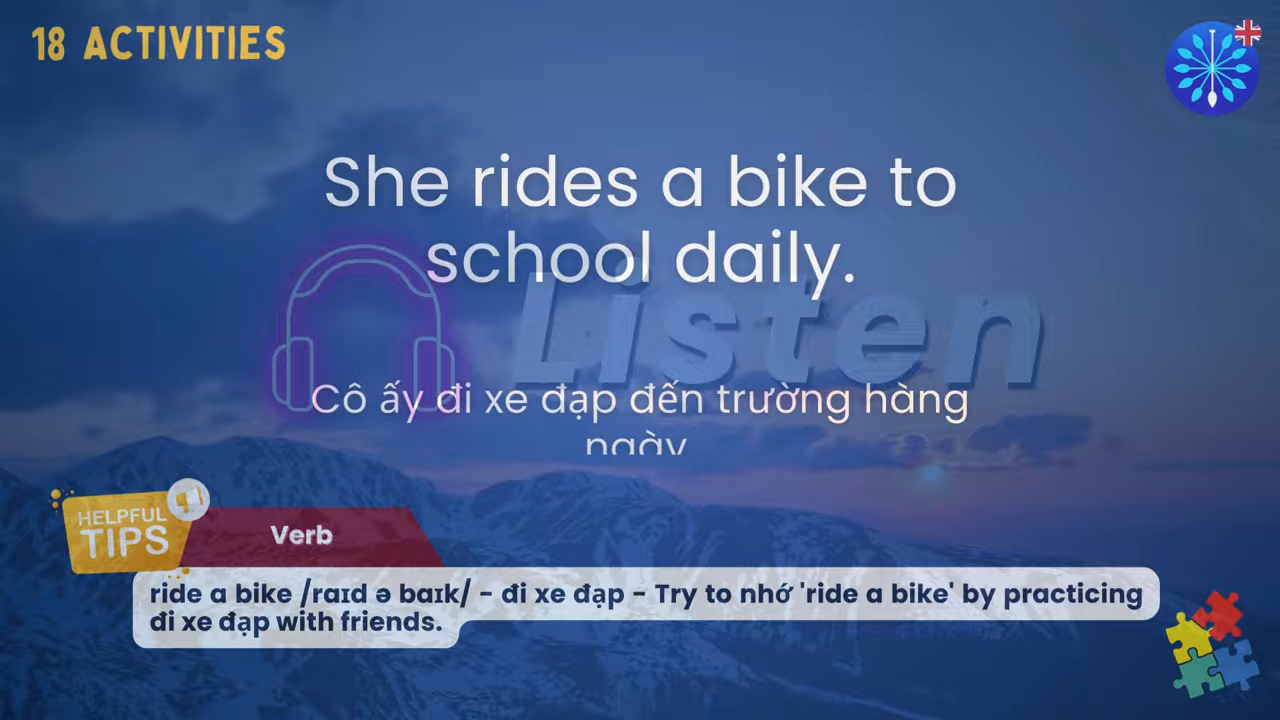 18 ACTIVITIES
She rides a bike to
school daily.
Listen
Cô ấy đi xe đạp đến trường hàng
ngày
HELPFUL
TIPS
Verb
ride a bike /raɪd ə baɪk/ - đi xe đạp - Try to nhớ 'ride a bike' by practicing
đi xe đạp with friends.